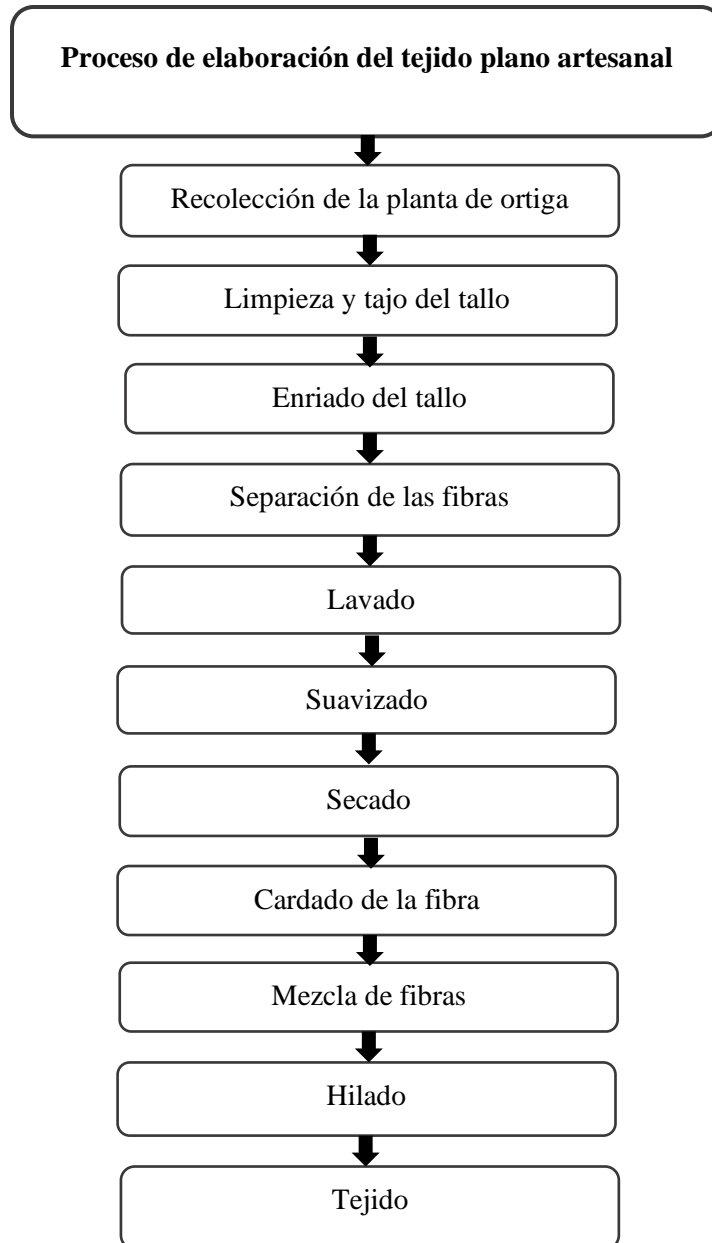 Proceso de elaboración del tejido plano artesanal
Recolección de la planta de ortiga
Limpieza y tajo del tallo
Enriado del tallo
Separación de las fibras
Lavado
Suavizado
Secado
Cardado de la fibra
Mezcla de fibras
Hilado
Tejido